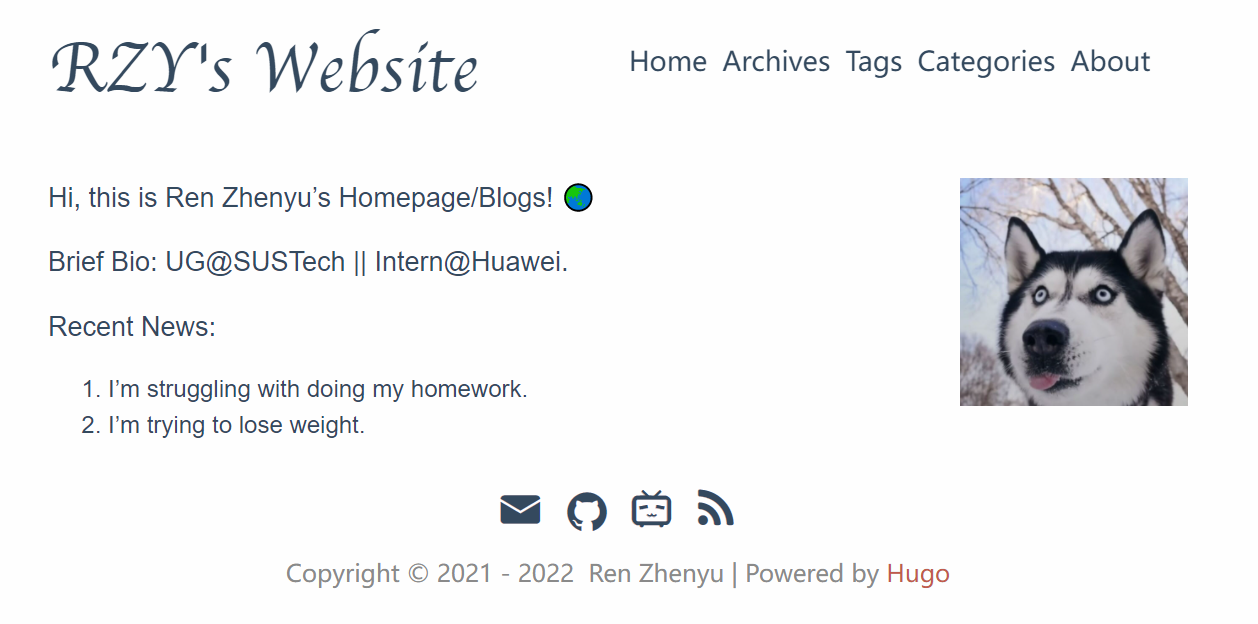 RZY's Website
Home Archives Tags Categories About
Hi, this is Ren Zhenyu’s Homepage/Blogs! 🌏
Brief Bio: UG@SUSTech || Intern@Huawei.
Recent News:
1. I’m struggling with doing my homework.
2. I’m trying to lose weight.
Copyright © 2021 - 2022 Ren Zhenyu | Powered by Hugo